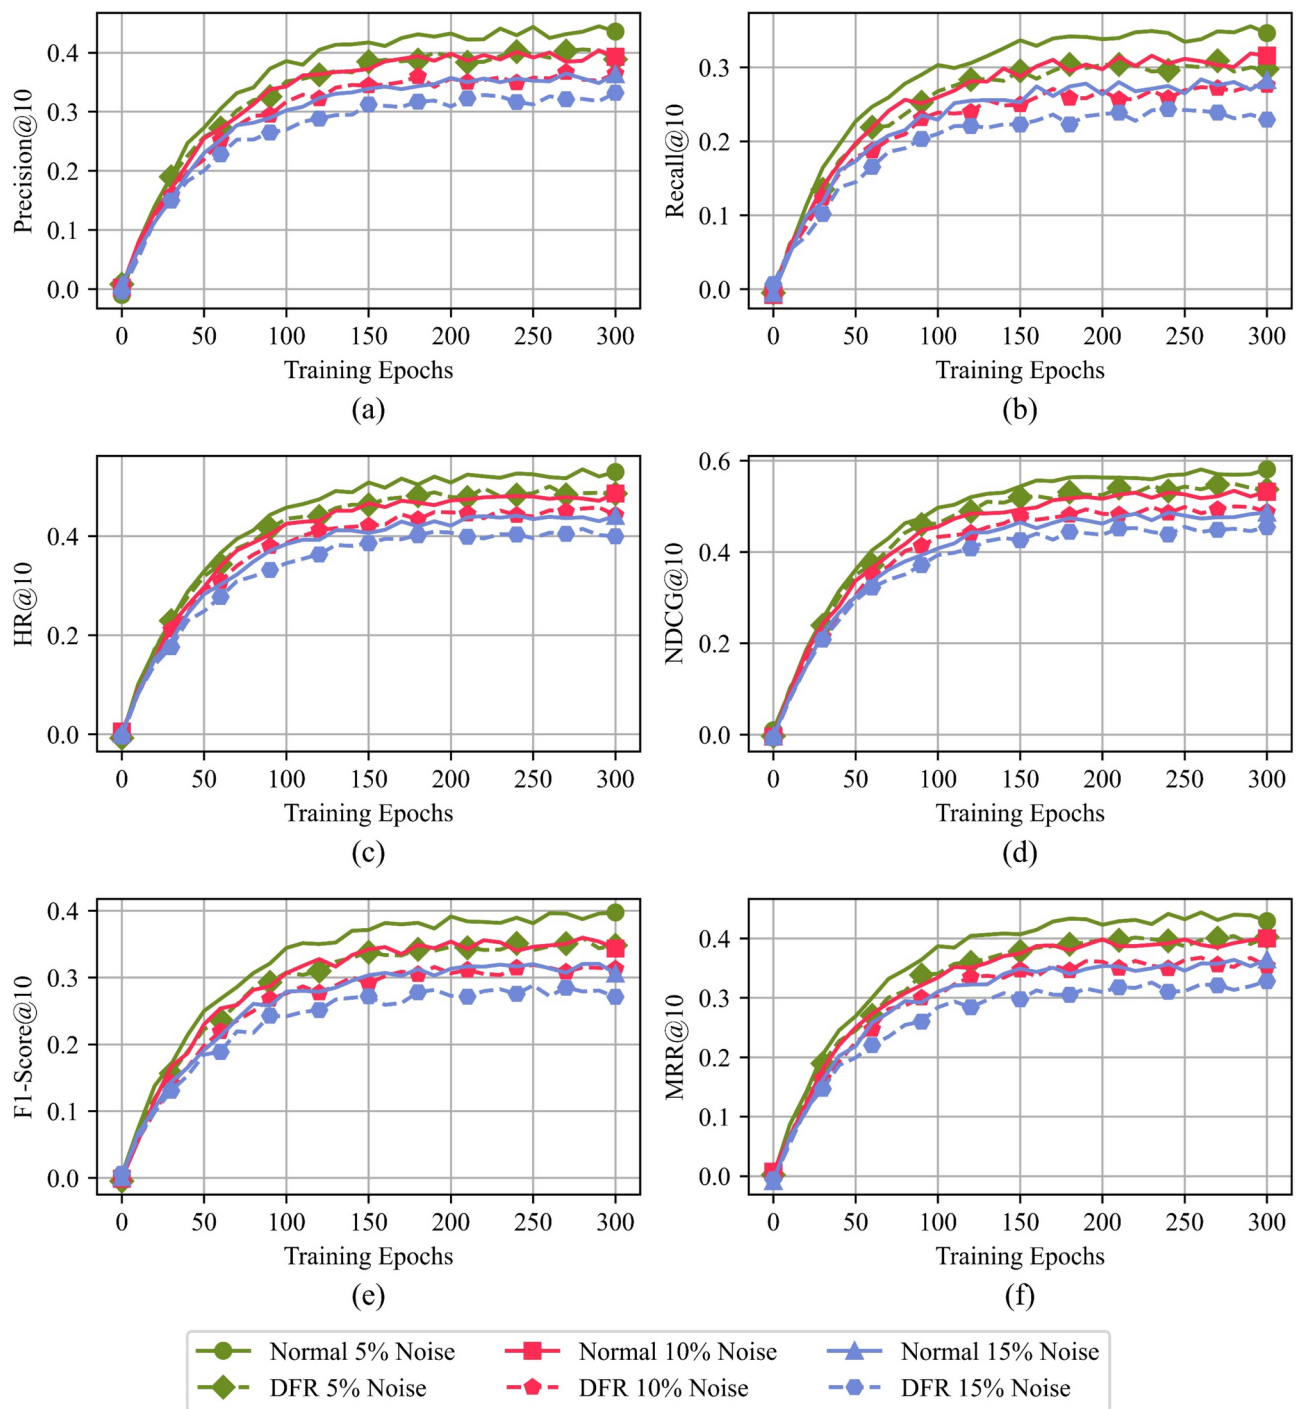 0.4
0.3
0.2
0.1
0.0
Precision@10
0 50 100 150 200 250 300
Training Epochs
(a)
0.3
0.2
0.1
0.0
Recall@10
0 50 100 150 200 250 300
Training Epochs
(b)
0.4
0.2
0.0
HR@10
0 50 100 150 200 250 300
Training Epochs
(c)
0.6
0.4
0.2
0.0
NDCG@10
0 50 100 150 200 250 300
Training Epochs
(d)
0.4
0.3
0.2
0.1
0.0
F1-Score@10
0 50 100 150 200 250 300
Training Epochs
(e)
0.4
0.3
0.2
0.1
0.0
MRR@10
0 50 100 150 200 250 300
Training Epochs
(f)
Normal 5% Noise Normal 10% Noise Normal 15% Noise
DFR 5% Noise DFR 10% Noise DFR 15% Noise